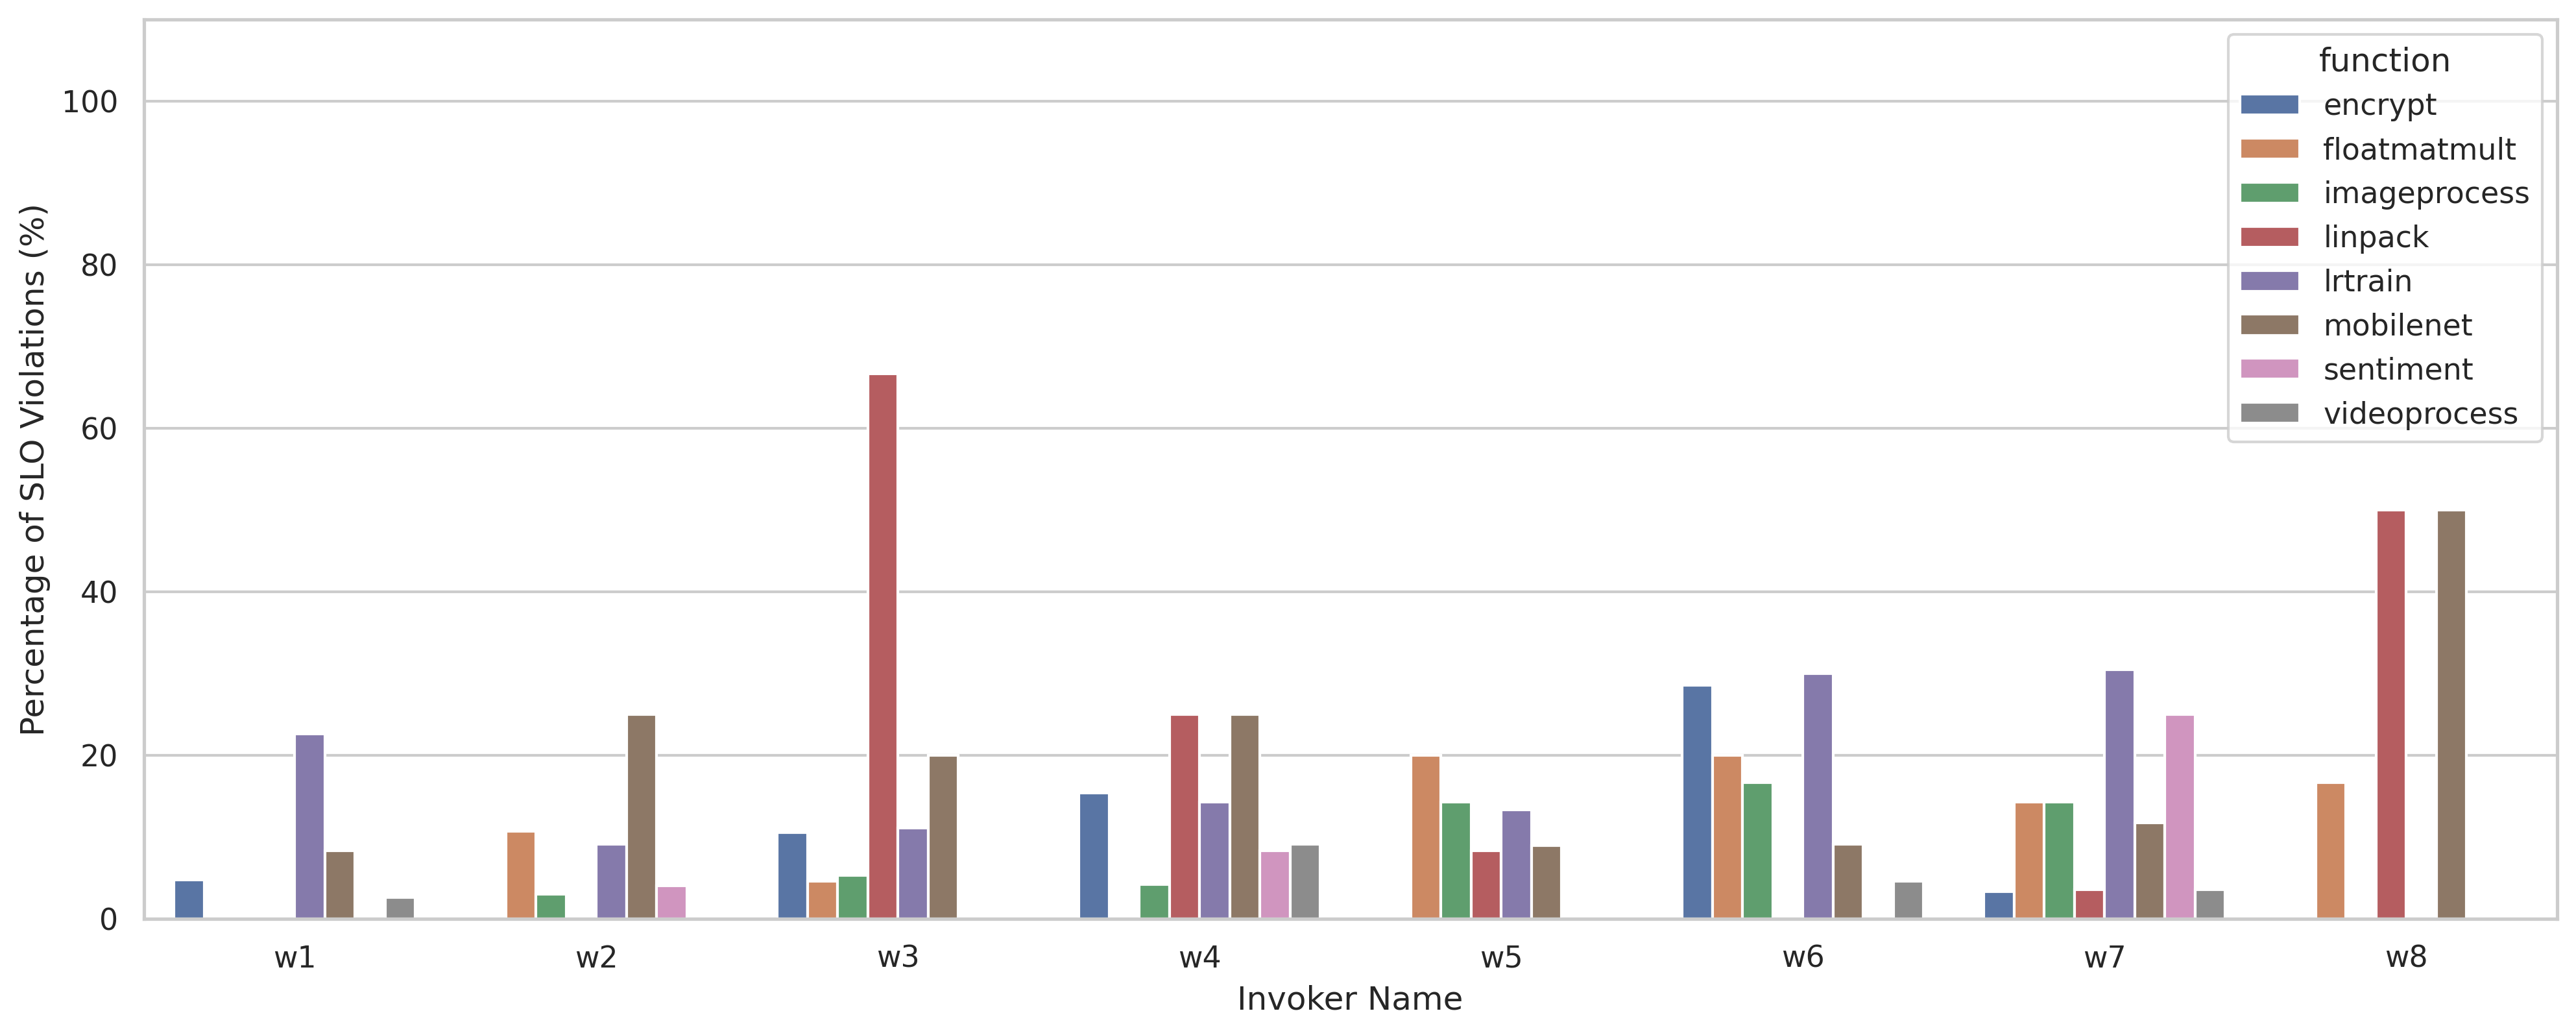 function
encrypt
floatmatmult
imageprocess
linpack
lrtrain
mobilenet
sentiment
videoprocess
Percentage of SLO Violations (%)
100
80
60
40
20
0
w1 w2 w3 w4 w5 w6 w7 w8
Invoker Name